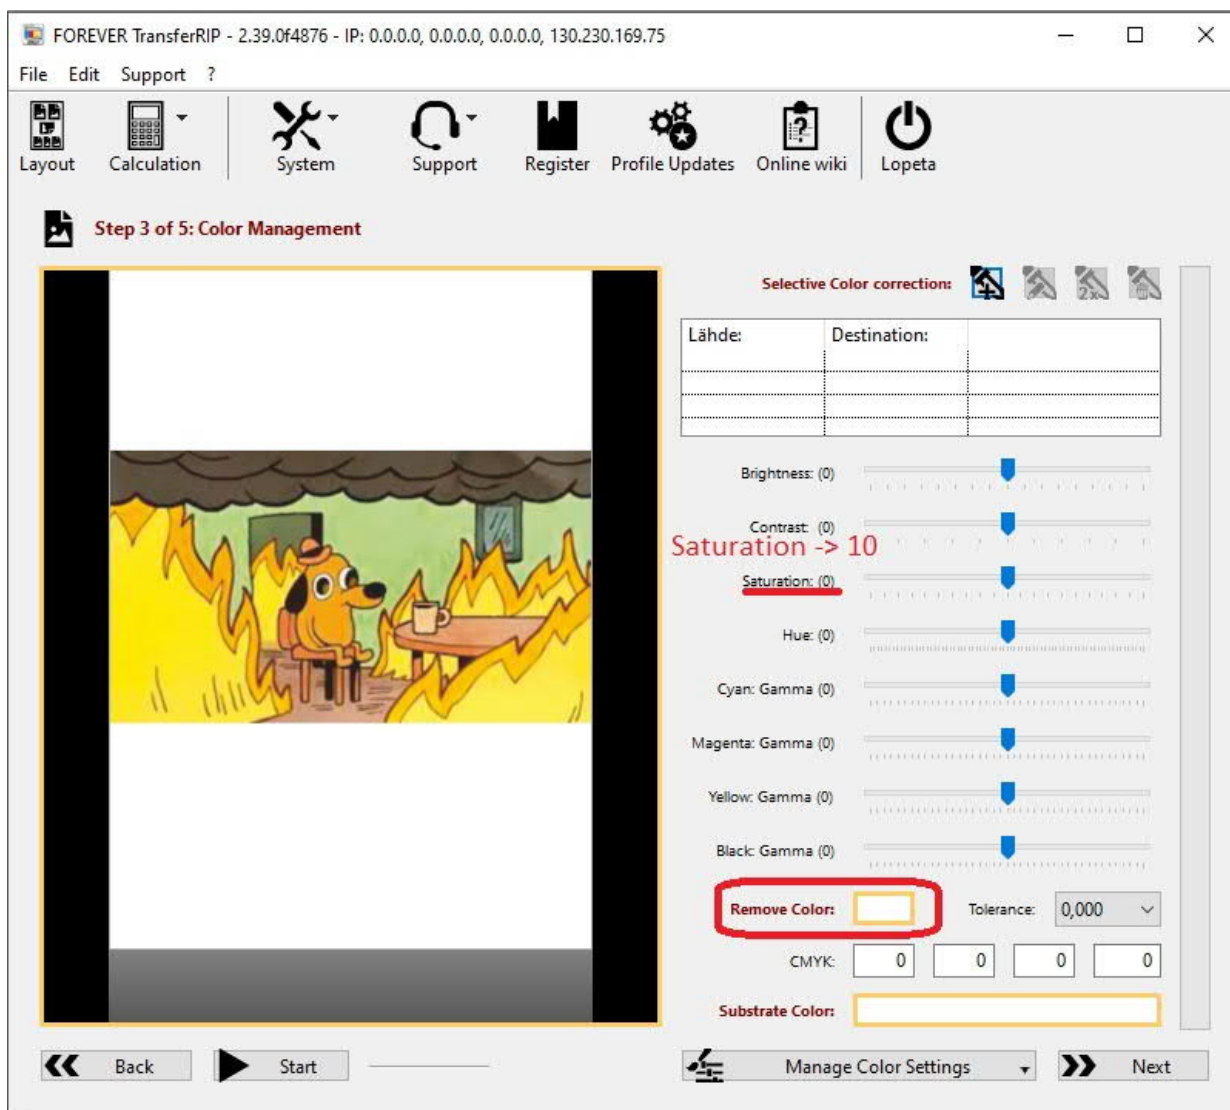 FOREVER TransferRIP - 2.39.0f4876 - IP: 0.0.0.0, 0.0.0.0, 0.0.0.0, 130.230.169.75
File Edit Support ?
Layout Calculation System Support Register Profile Updates Online wiki Lopeta
Step 3 of 5: Color Management
Selective Color correction:
2x
Lähde: Destination:
Brightness: (0)
Contrast: (0)
Saturation -> 10
Saturation: (0)
Hue: (0)
Cyan: Gamma (0)
Magenta: Gamma (0)
Yellow: Gamma (0)
Black: Gamma (0)
Remove Color: Tolerance: 0,000
CMYK: 0 0 0 0
Substrate Color:
Back Start Manage Color Settings Next